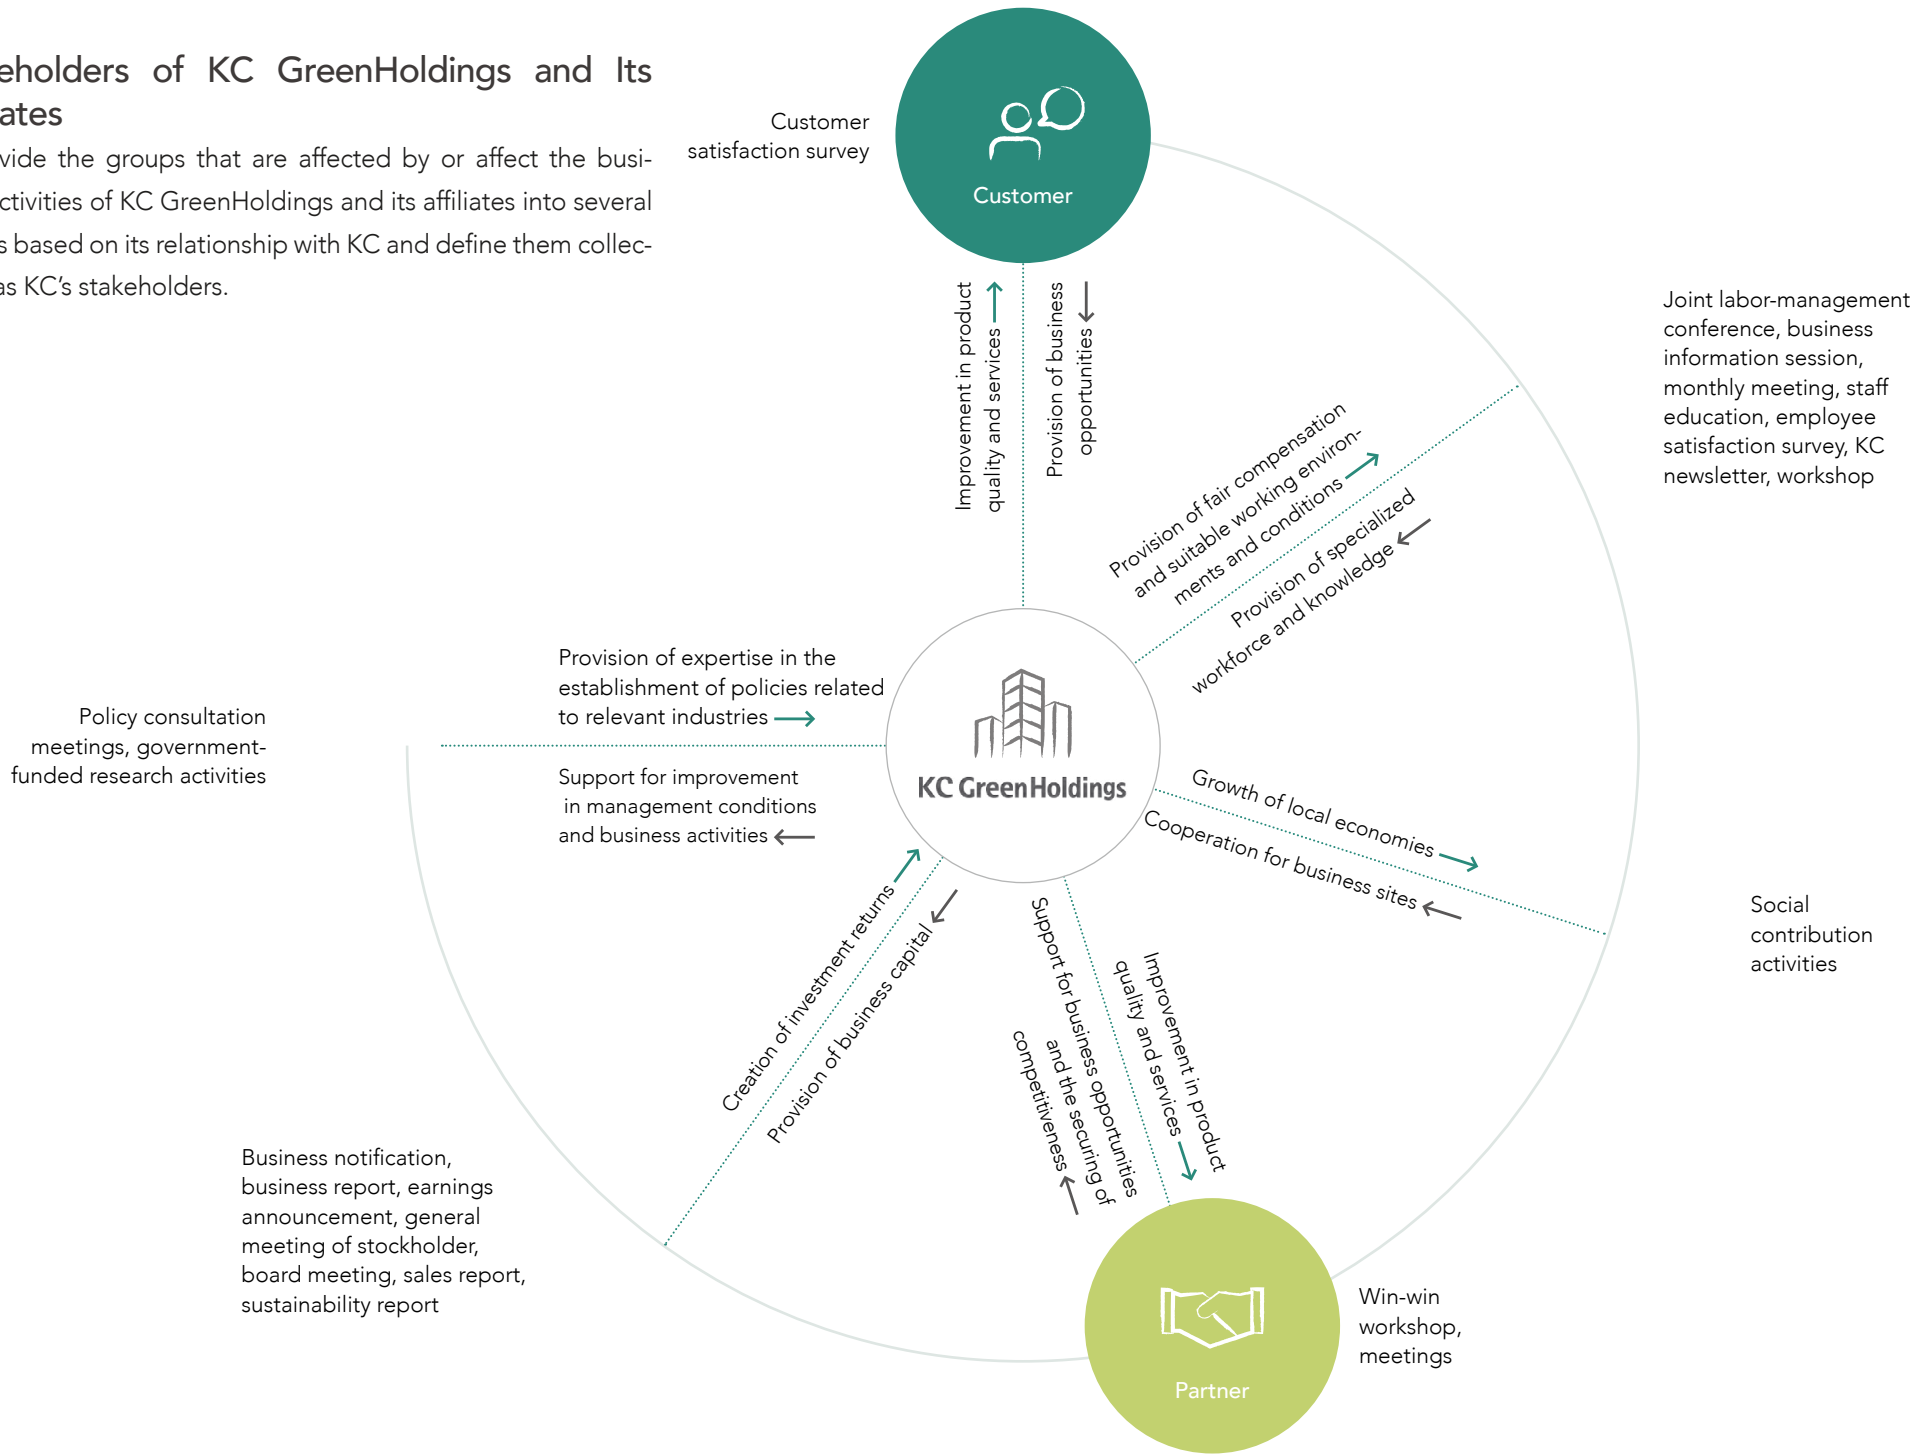 eholders of KC GreenHoldings and Its
ates
vide the groups that are affected by or affect the busi-
ctivities of KC GreenHoldings and its affiliates into several
s based on its relationship with KC and define them collec-
as KC's stakeholders.
Customer
satisfaction survey
Customer
Improvement in product
quality and services
Provision of business
opportunities
Joint labor-management
conference, business
information session,
monthly meeting, staff
education, employee
satisfaction survey, KC
newsletter, workshop
Provision of fair compensation
and suitable working environ-
ments and conditions
Provision of specialized
workforce and knowledge
Provision of expertise in the
establishment of policies related
to relevant industries
Policy consultation
meetings, government-
funded research activities
Support for improvement
in management conditions
and business activities
KC GreenHoldings
Growth of local economies
Cooperation for business sites
Social
contribution
activities
Creation of investment returns
Provision of business capital
Support for business opportunities
and the securing of
competitiveness
Improvement in product
quality and services
Business notification,
business report, earnings
announcement, general
meeting of stockholder,
board meeting, sales report,
sustainability report
Win-win
workshop,
meetings
Partner